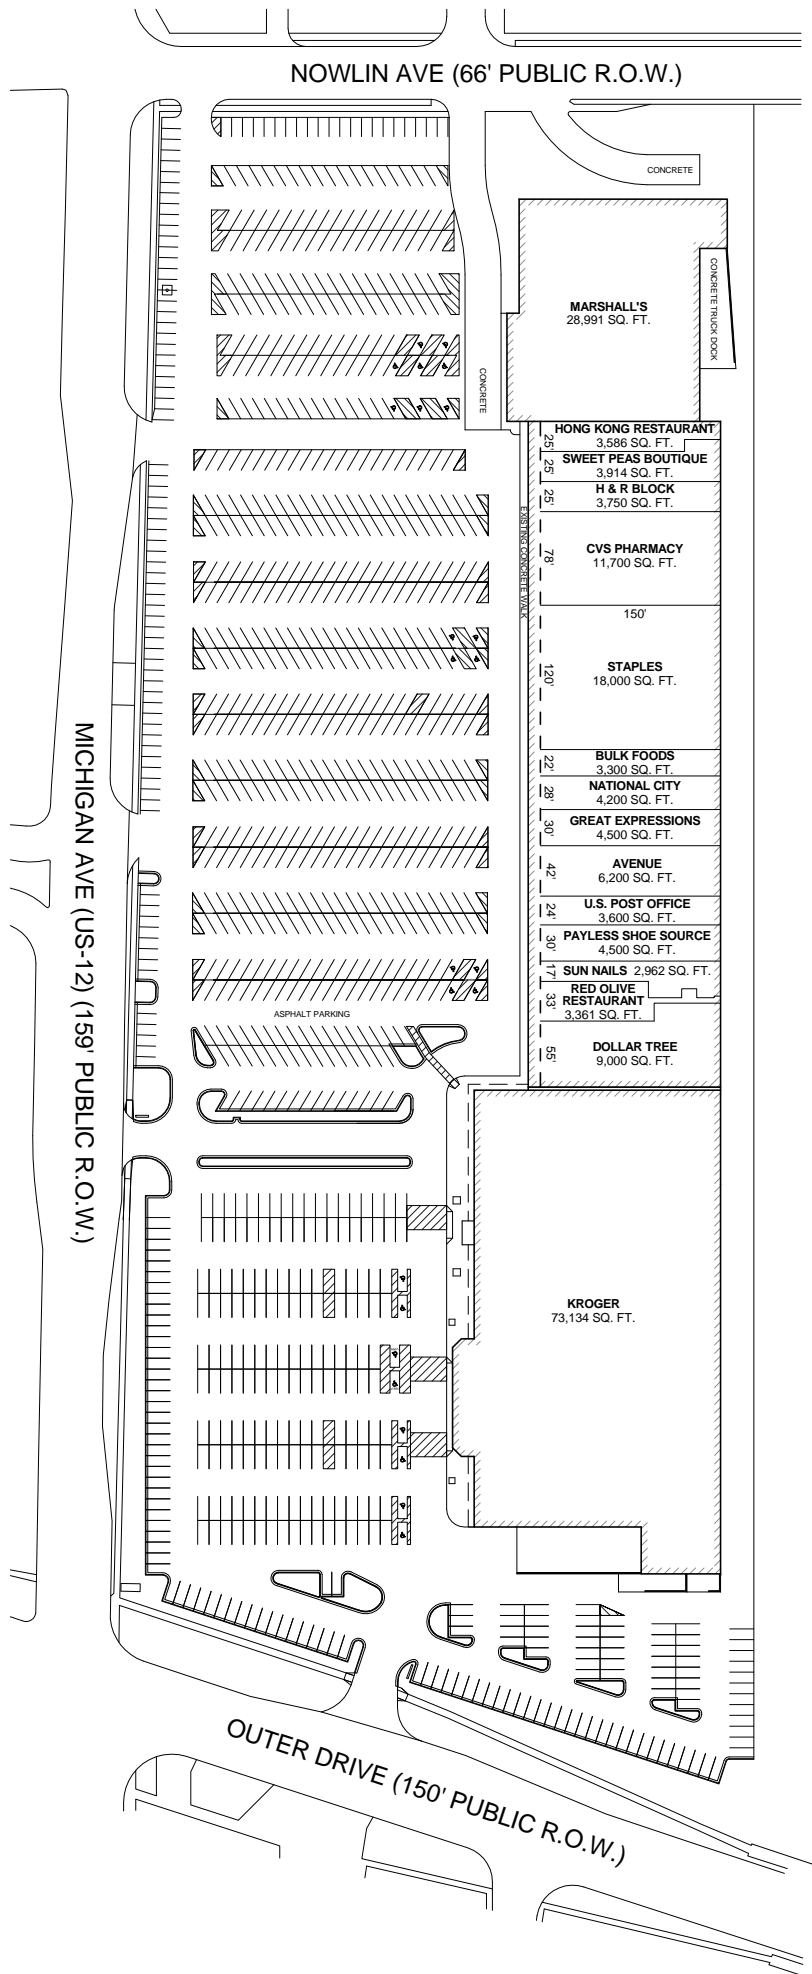 NOWLIN AVE (66' PUBLIC R.O.W.)
CONCRETE
MARSHALL'S
28,991 SQ. FT.
CONCRETE TRUCK DOCK
CONCRETE
HONG KONG RESTAURANT
3,586 SQ. FT.
25'
SWEET PEAS BOUTIQUE
3,914 SQ. FT.
25'
H & R BLOCK
3,750 SQ. FT.
25'
EXISTING CONCRETE WALK
CVS PHARMACY
11,700 SQ. FT.
78'
150'
STAPLES
18,000 SQ. FT.
120'
BULK FOODS
3,300 SQ. FT.
22'
NATIONAL CITY
4,200 SQ. FT.
28'
GREAT EXPRESSIONS
4,500 SQ. FT.
30'
AVENUE
6,200 SQ. FT.
42'
U.S. POST OFFICE
3,600 SQ. FT.
24'
PAYLESS SHOE SOURCE
4,500 SQ. FT.
30'
SUN NAILS 2,962 SQ. FT.
17'
RED OLIVE
RESTAURANT
3,361 SQ. FT.
33'
DOLLAR TREE
9,000 SQ. FT.
55'
ASPHALT PARKING
MICHIGAN AVE (US-12) (159' PUBLIC R.O.W.)
KROGER
73,134 SQ. FT.
OUTER DRIVE (150' PUBLIC R.O.W.)